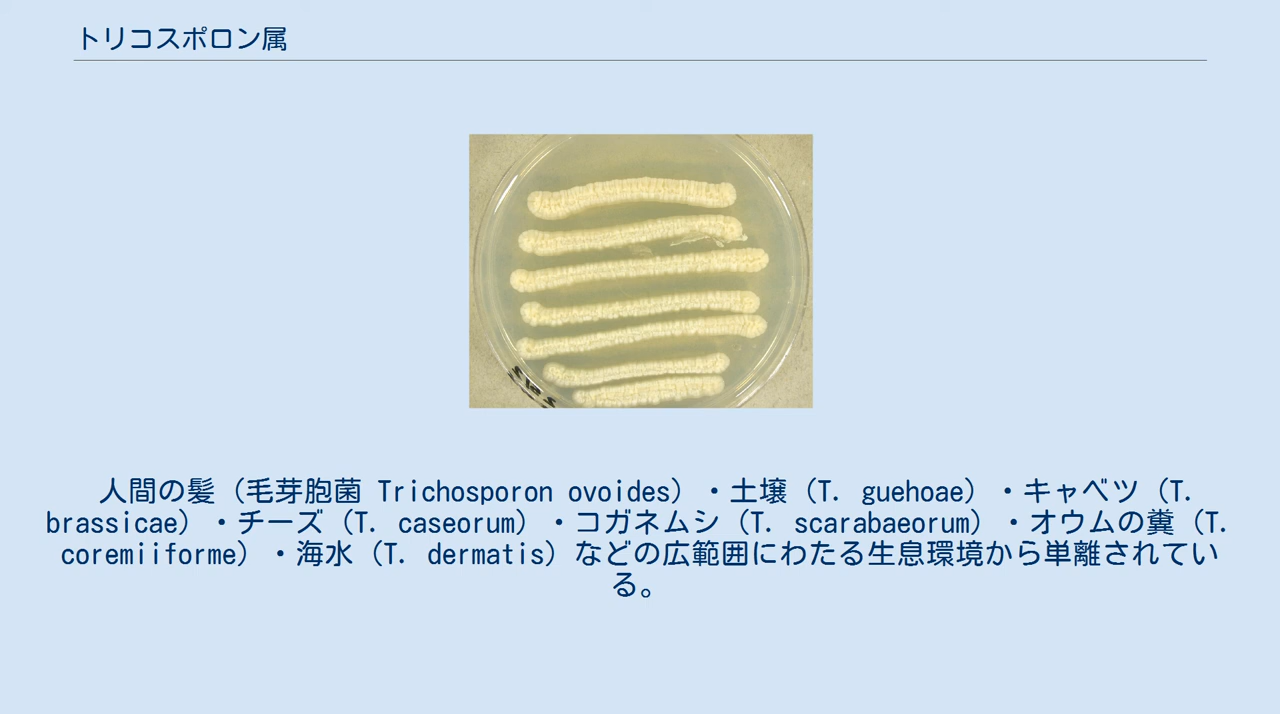 トリコスポロン属
人間の髪（毛芽胞菌 Trichosporon ovoides）・土壌（T. guehoae）・キャベツ（T.
brassicae）・チーズ（T. caseorum）・コガネムシ（T. scarabaeorum）・オウムの糞（T.
coremiiforme）・海水（T. dermatis）などの広範囲にわたる生息環境から単離されてい
る。